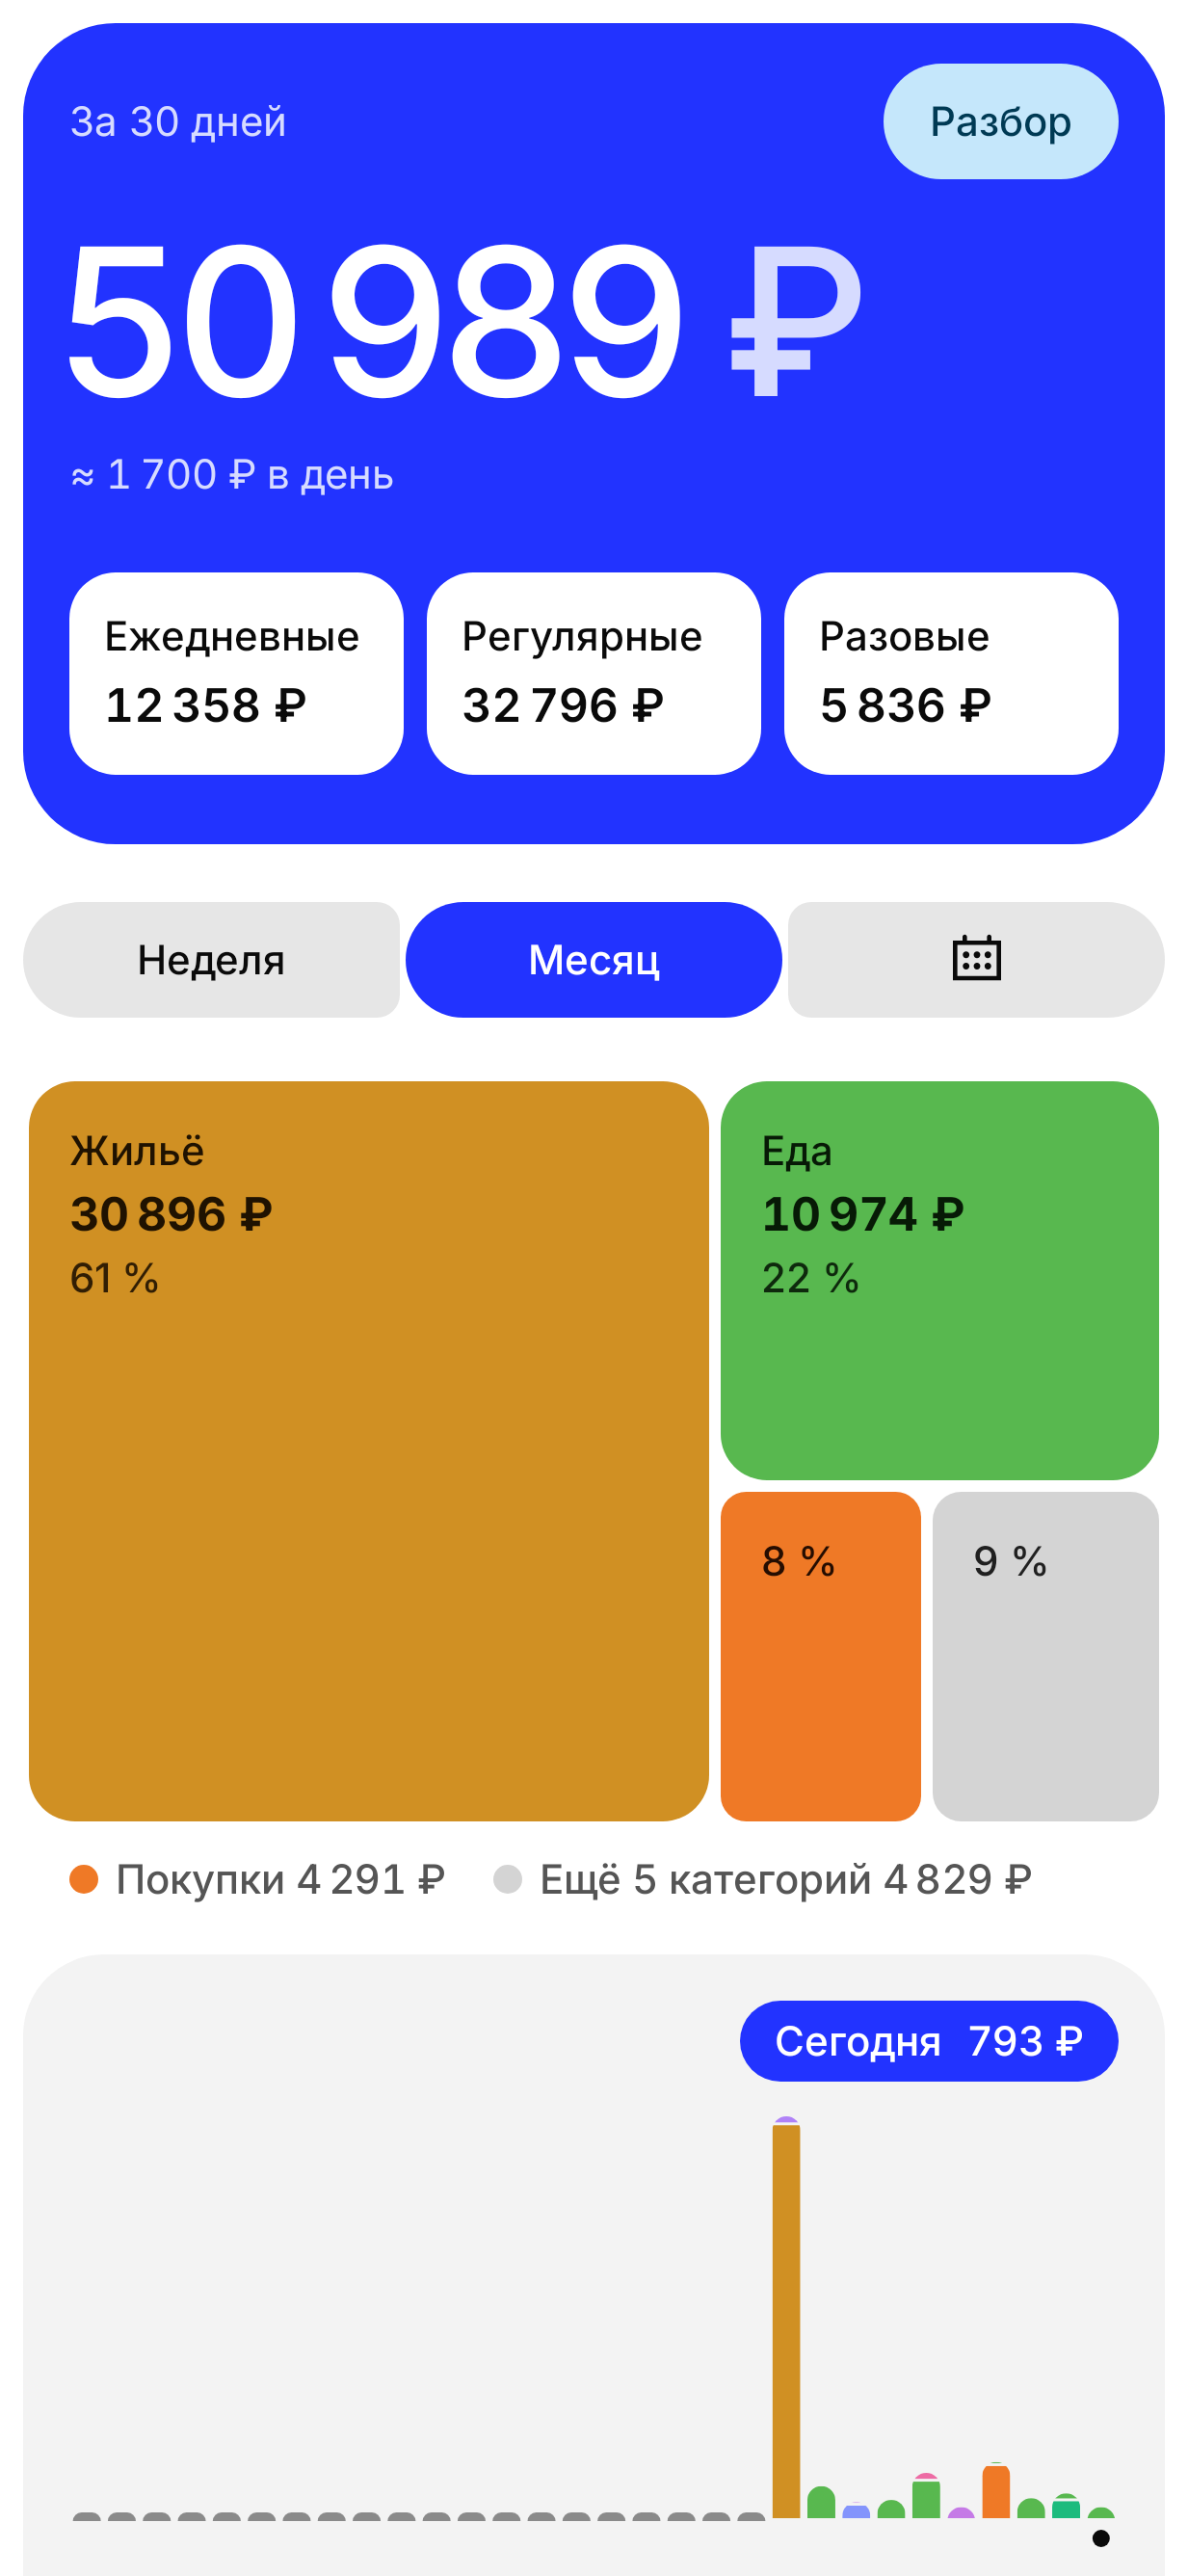 За 30 дней
Разбор
50 989 ₽
≈ 1 700 ₽ в день
Ежедневные
12 358 ₽
Регулярные
32 796 ₽
Разовые
5 836 ₽
Неделя
Месяц
Жильё
30 896 ₽
61 %
Еда
10 974 ₽
22 %
8 %
9 %
Покупки 4 291 ₽
Ещё 5 категорий 4 829 ₽
Сегодня 793 ₽